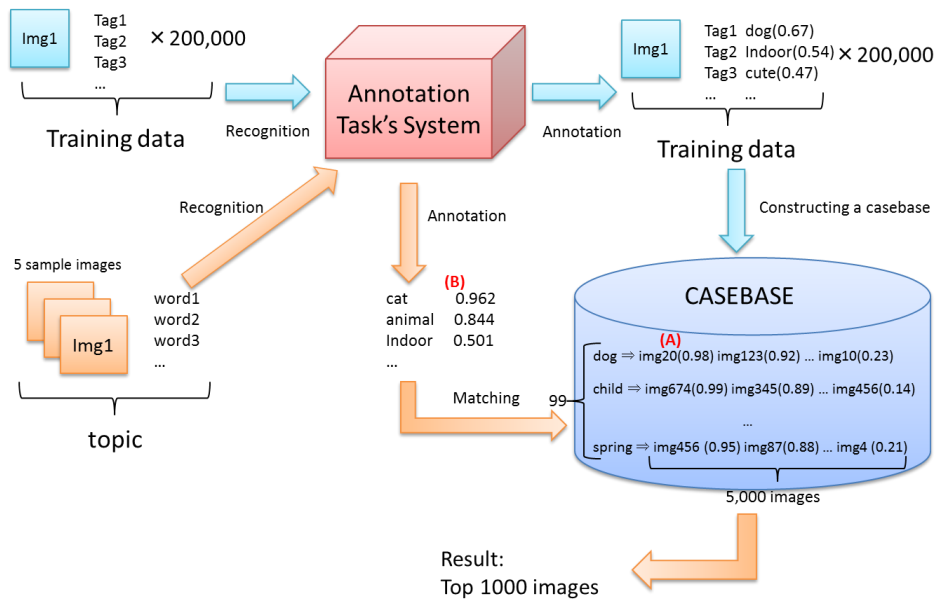 Img1
Tag1
Tag2
Tag3
...
× 200,000
Training data
Recognition
Annotation
Task's System
Annotation
Img1
Tag1 dog(0.67)
Tag2 Indoor(0.54)
Tag3 cute(0.47)
... ...
× 200,000
Training data
Constructing a casebase
Recognition
5 sample images
Img1
word1
word2
word3
...
topic
Annotation
(B)
cat 0.962
animal 0.844
Indoor 0.501
...
Matching
CASEBASE
(A)
99
dog ⇒ img20(0.98) img123(0.92) ... img10(0.23)
child ⇒ img674(0.99) img345(0.89) ... img456(0.14)
...
spring ⇒ img456 (0.95) img87(0.88) ... img4 (0.21)
5,000 images
Result:
Top 1000 images